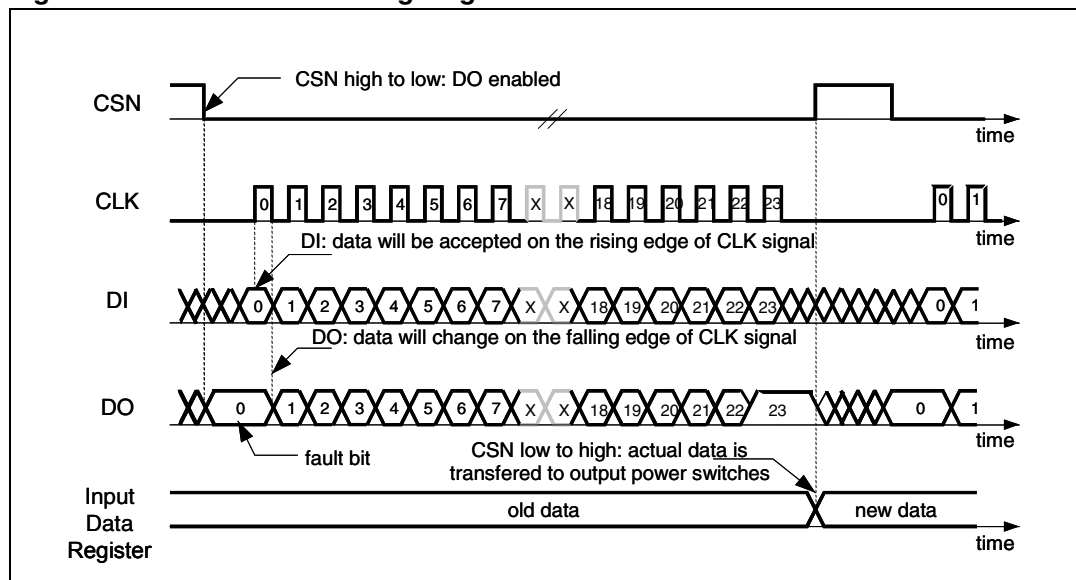 CSN high to low: DO enabled
CSN
time
CLK
0 1 2 3 4 5 6 7 X X 18 19 20 21 22 23 0 1
time
DI: data will be accepted on the rising edge of CLK signal
DI
0 1 2 3 4 5 6 7 X X 18 19 20 21 22 23 0 1
time
DO: data will change on the falling edge of CLK signal
DO
0 1 2 3 4 5 6 7 X X 18 19 20 21 22 23 0 1
time
fault bit
CSN low to high: actual data is
transfered to output power switches
Input
Data
Register
old data
new data
time